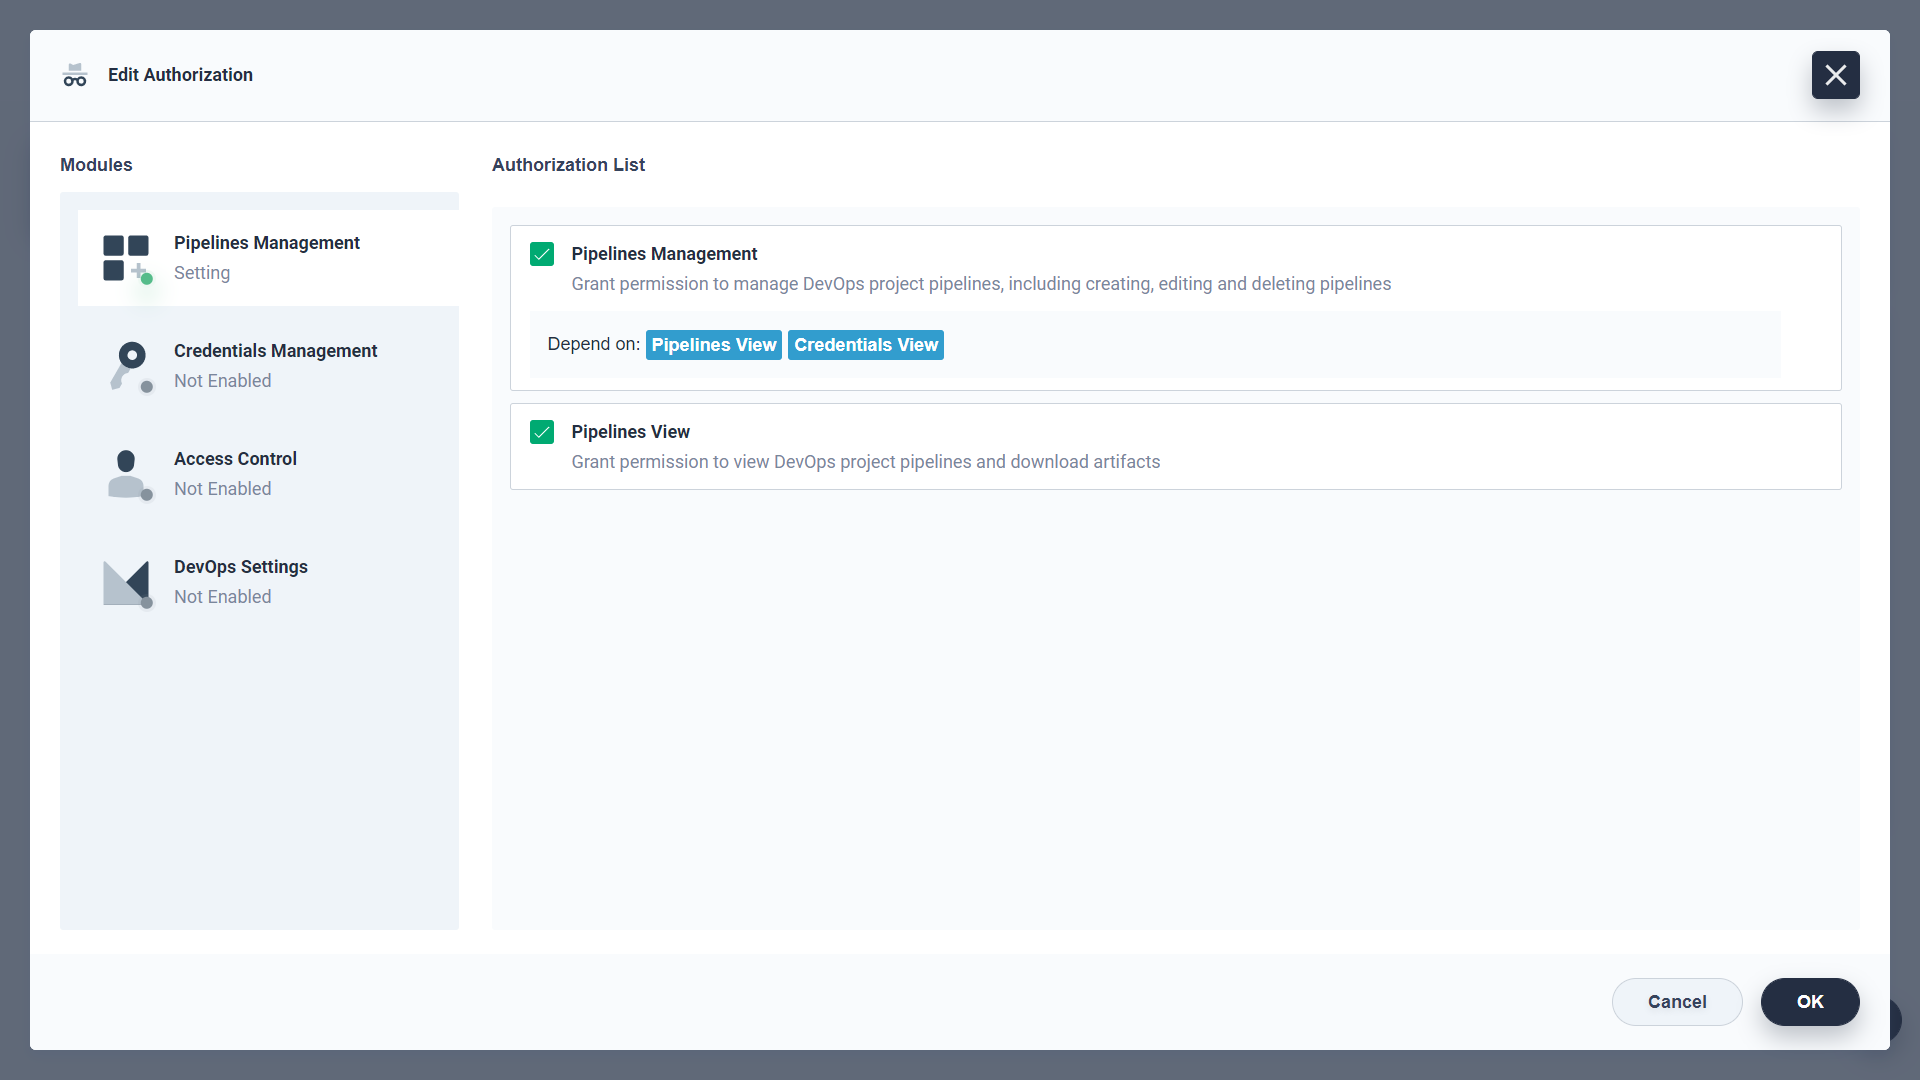 Edit Authorization
Modules
Pipelines Management
Setting
Credentials Management
Not Enabled
Access Control
Not Enabled
DevOps Settings
Not Enabled
Authorization List
Pipelines Management
Grant permission to manage DevOps project pipelines, including creating, editing and deleting pipelines
Depend on: Pipelines View Credentials View
Pipelines View
Grant permission to view DevOps project pipelines and download artifacts
Cancel OK